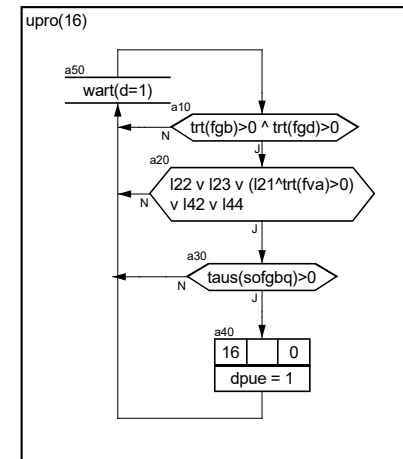 upro(16)
a50
wart(d=1)
a10
trt(fgb)>0 ^ trt(fgd)>0
N
J
a20
l22 v l23 v (l21^trt(fva)>0)
v l42 v l44
N
J
a30
taus(sofgbq)>0
N
J
a40
16 0
dpue = 1